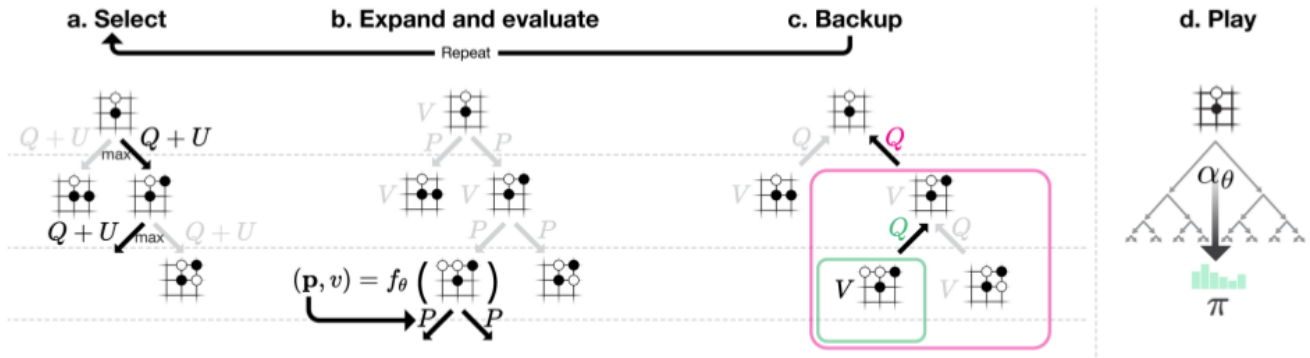 a. Select
b. Expand and evaluate
c. Backup
d. Play
Repeat
Q + U
max
Q + U
Q + U
max
Q + U
V
P
P
V
V
P
P
(p, v) = fθ ( )
P
P
Q
Q
V
V
Q
Q
V
V
αθ
π